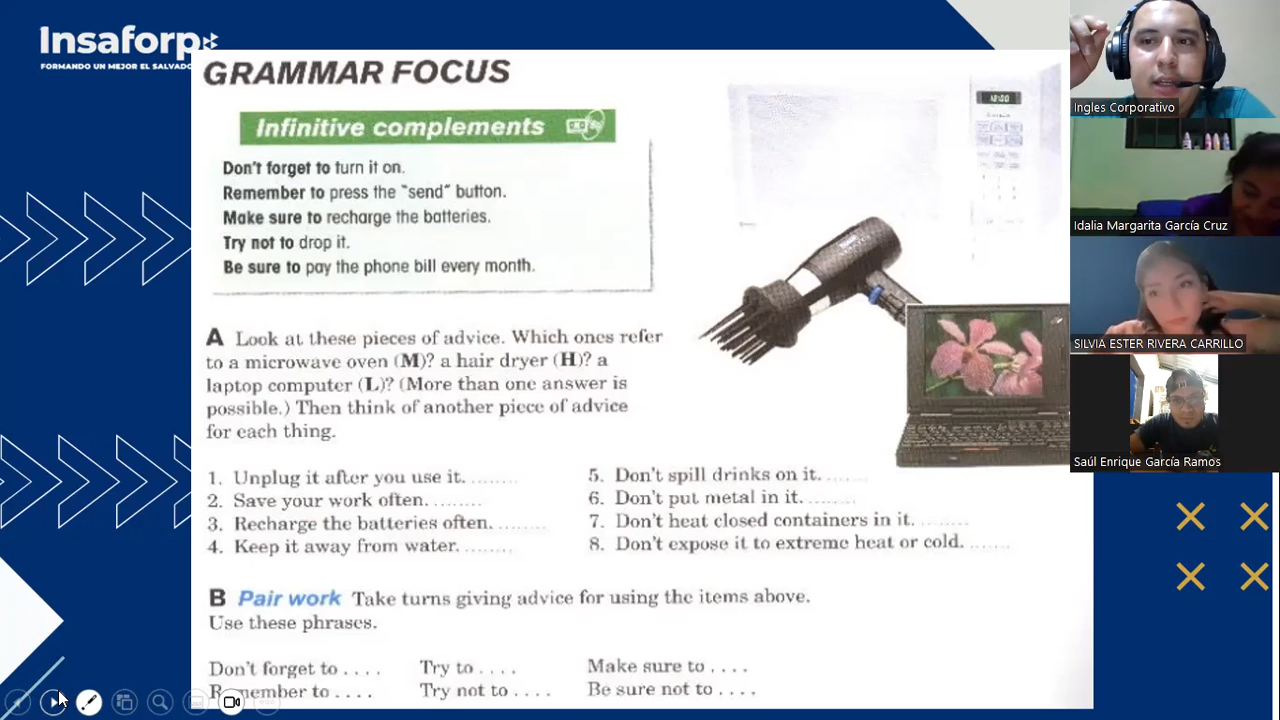 Insaforp
FORMANDO UN MEJOR EL SALVADOR
GRAMMAR FOCUS
Infinitive complements
Don't forget to turn it on.
Remember to press the "send" button.
Make sure to recharge the batteries.
Try not to drop it.
Be sure to pay the phone bill every month.
A Look at these pieces of advice. Which ones refer
to a microwave oven (M)? a hair dryer (H)? a
laptop computer (L)? (More than one answer is
possible.) Then think of another piece of advice
for each thing.
1. Unplug it after you use it. ........
2. Save your work often. ........
3. Recharge the batteries often. ........
4. Keep it away from water. ........
5. Don't spill drinks on it. ........
6. Don't put metal in it. ........
7. Don't heat closed containers in it. ........
8. Don't expose it to extreme heat or cold. ........
B Pair work Take turns giving advice for using the items above.
Use these phrases.
Don't forget to . . . .
Try to . . . .
Make sure to . . . .
Remember to . . . .
Try not to . . . .
Be sure not to . . . .
Ingles Corporativo
Idalia Margarita García Cruz
SILVIA ESTER RIVERA CARRILLO
Saúl Enrique García Ramos